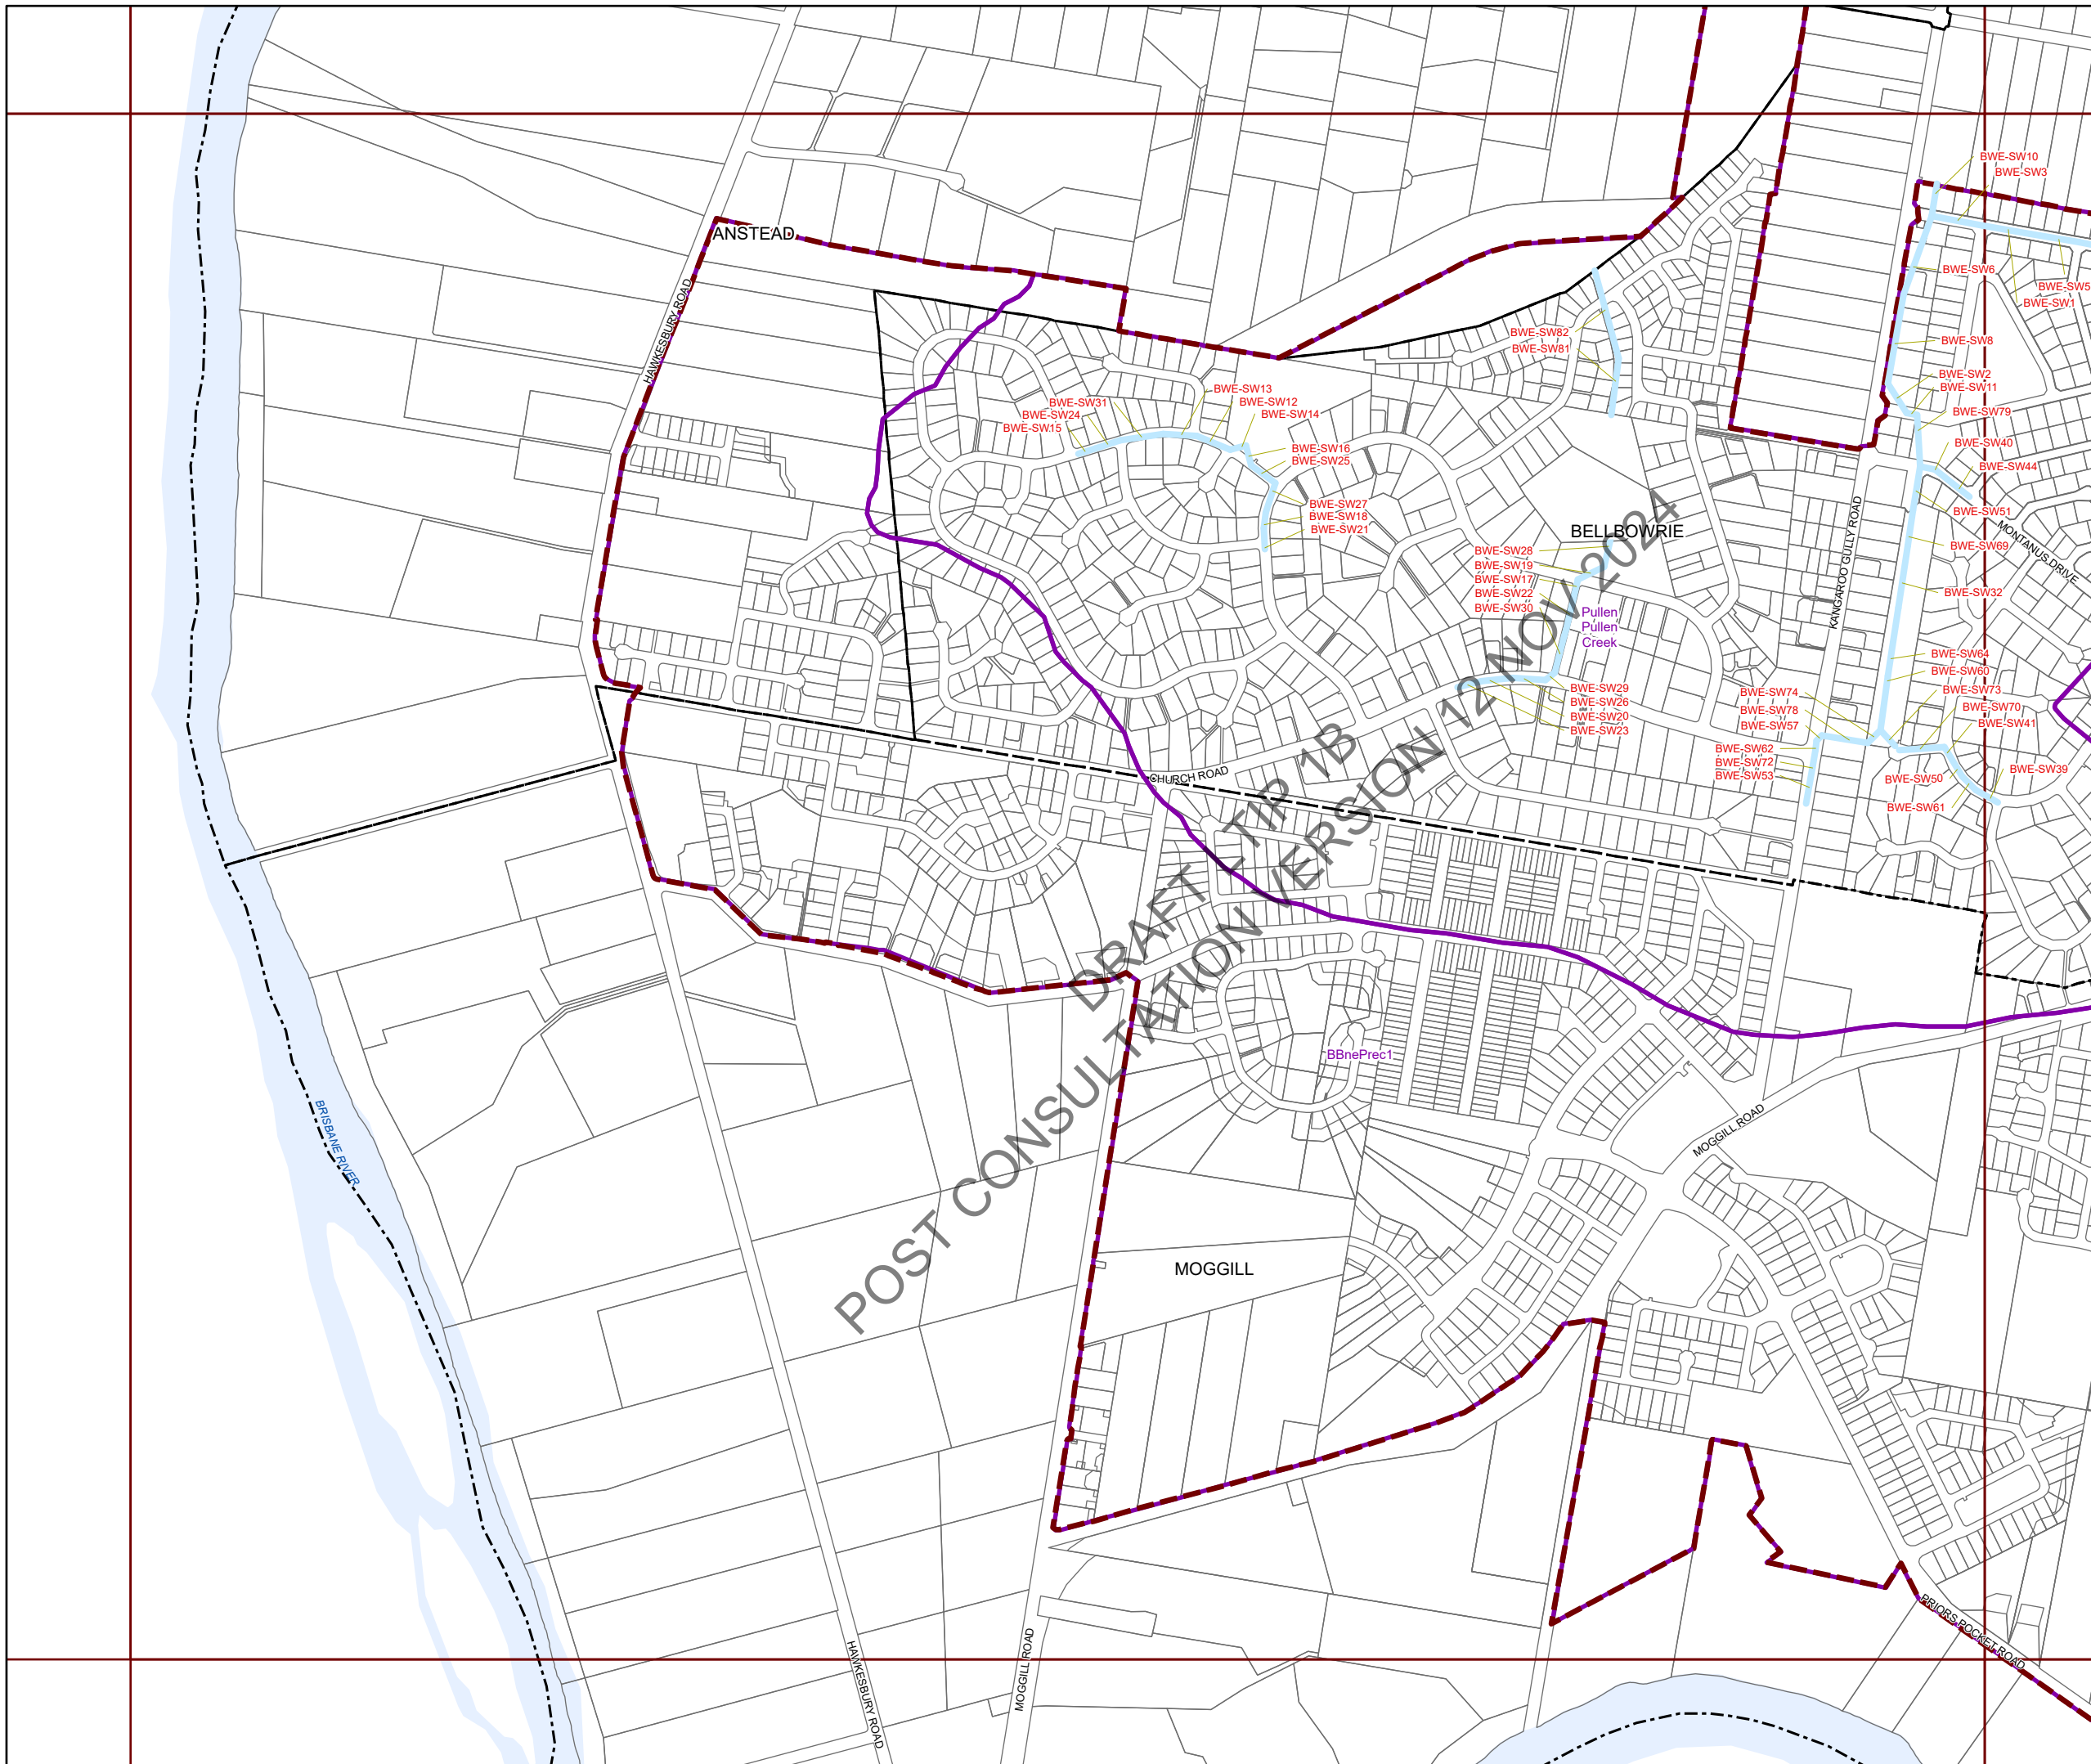 BWE-SW10
BWE-SW3
ANSTEAD
BWE-SW6
BWE-SW5
BWE-SW1
HAWKESBURY ROAD
BWE-SW82
BWE-SW81
BWE-SW8
BWE-SW2
BWE-SW11
BWE-SW13
BWE-SW31
BWE-SW12
BWE-SW24
BWE-SW14
BWE-SW15
BWE-SW79
BWE-SW40
BWE-SW16
BWE-SW25
BWE-SW44
BWE-SW27
BWE-SW18
BWE-SW21
BWE-SW51
KANGAROO GULLY ROAD
MONTANUS DRIVE
BELLBOWRIE
BWE-SW69
BWE-SW28
BWE-SW19
BWE-SW17
BWE-SW22
BWE-SW30
BWE-SW32
Pullen
Pullen
Creek
BWE-SW64
BWE-SW60
BWE-SW29
BWE-SW26
BWE-SW20
BWE-SW23
BWE-SW74
BWE-SW78
BWE-SW57
BWE-SW73
BWE-SW70
BWE-SW41
BWE-SW62
BWE-SW72
BWE-SW53
BWE-SW50
BWE-SW39
BWE-SW61
CHURCH ROAD
DRAFT LTIP 1B
POST CONSULTATION VERSION 12 NOV 2024
BBnePrec1
BRISBANE RIVER
MOGGILL ROAD
MOGGILL
PRIORS POCKET ROAD
HAWKESBURY ROAD
MOGGILL ROAD